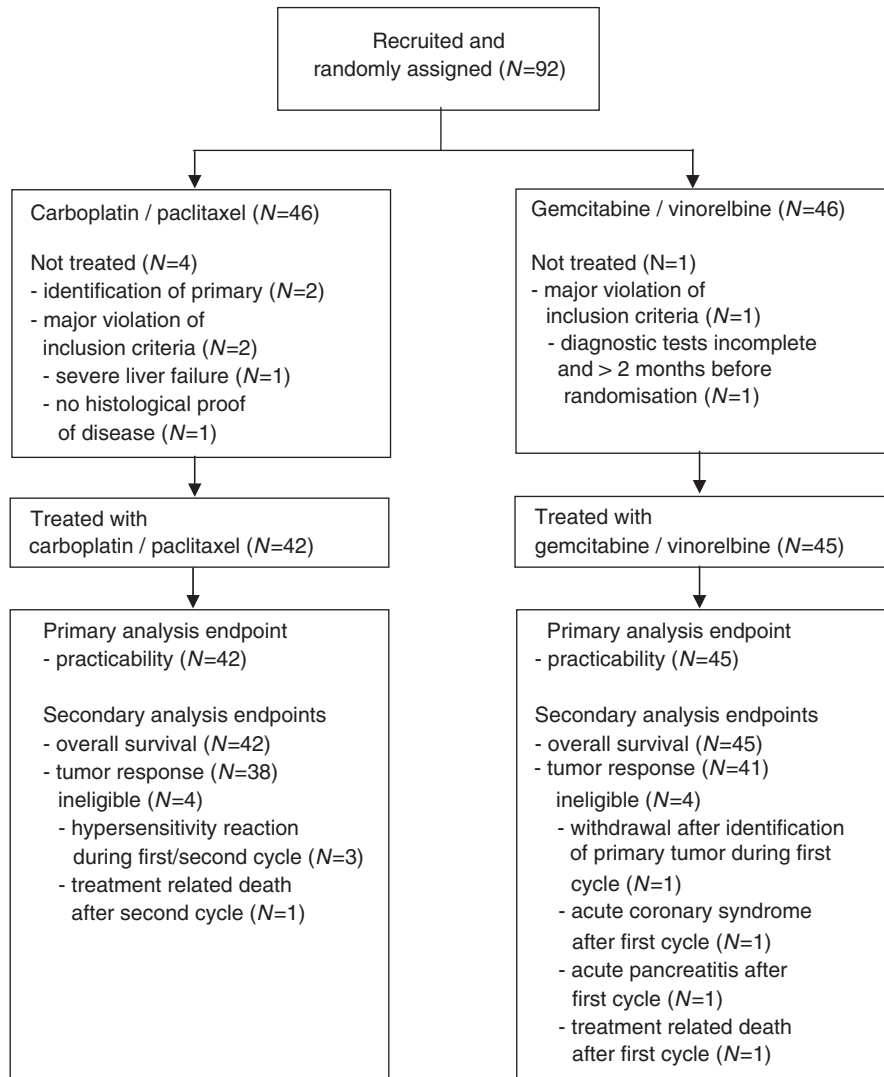 Recruited and
randomly assigned (N=92)
Carboplatin / paclitaxel (N=46)
Not treated (N=4)
- identification of primary (N=2)
- major violation of
inclusion criteria (N=2)
- severe liver failure (N=1)
- no histological proof
of disease (N=1)
Gemcitabine / vinorelbine (N=46)
Not treated (N=1)
- major violation of
inclusion criteria (N=1)
- diagnostic tests incomplete
and > 2 months before
randomisation (N=1)
Treated with
carboplatin / paclitaxel (N=42)
Treated with
gemcitabine / vinorelbine (N=45)
Primary analysis endpoint
- practicability (N=42)
Secondary analysis endpoints
- overall survival (N=42)
- tumor response (N=38)
ineligible (N=4)
- hypersensitivity reaction
during first/second cycle (N=3)
- treatment related death
after second cycle (N=1)
Primary analysis endpoint
- practicability (N=45)
Secondary analysis endpoints
- overall survival (N=45)
- tumor response (N=41)
ineligible (N=4)
- withdrawal after identification
of primary tumor during first
cycle (N=1)
- acute coronary syndrome
after first cycle (N=1)
- acute pancreatitis after
first cycle (N=1)
- treatment related death
after first cycle (N=1)